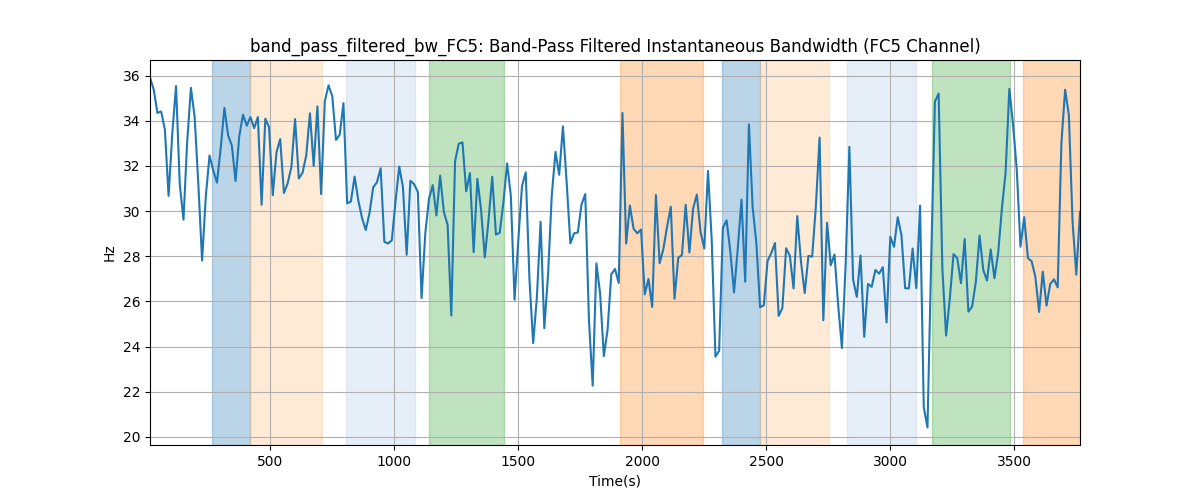 band_pass_filtered_bw_FC5: Band-Pass Filtered Instantaneous Bandwidth (FC5 Channel)
36
34
32
30
28
26
24
22
20
Hz
500 1000 1500 2000 2500 3000 3500
Time(s)